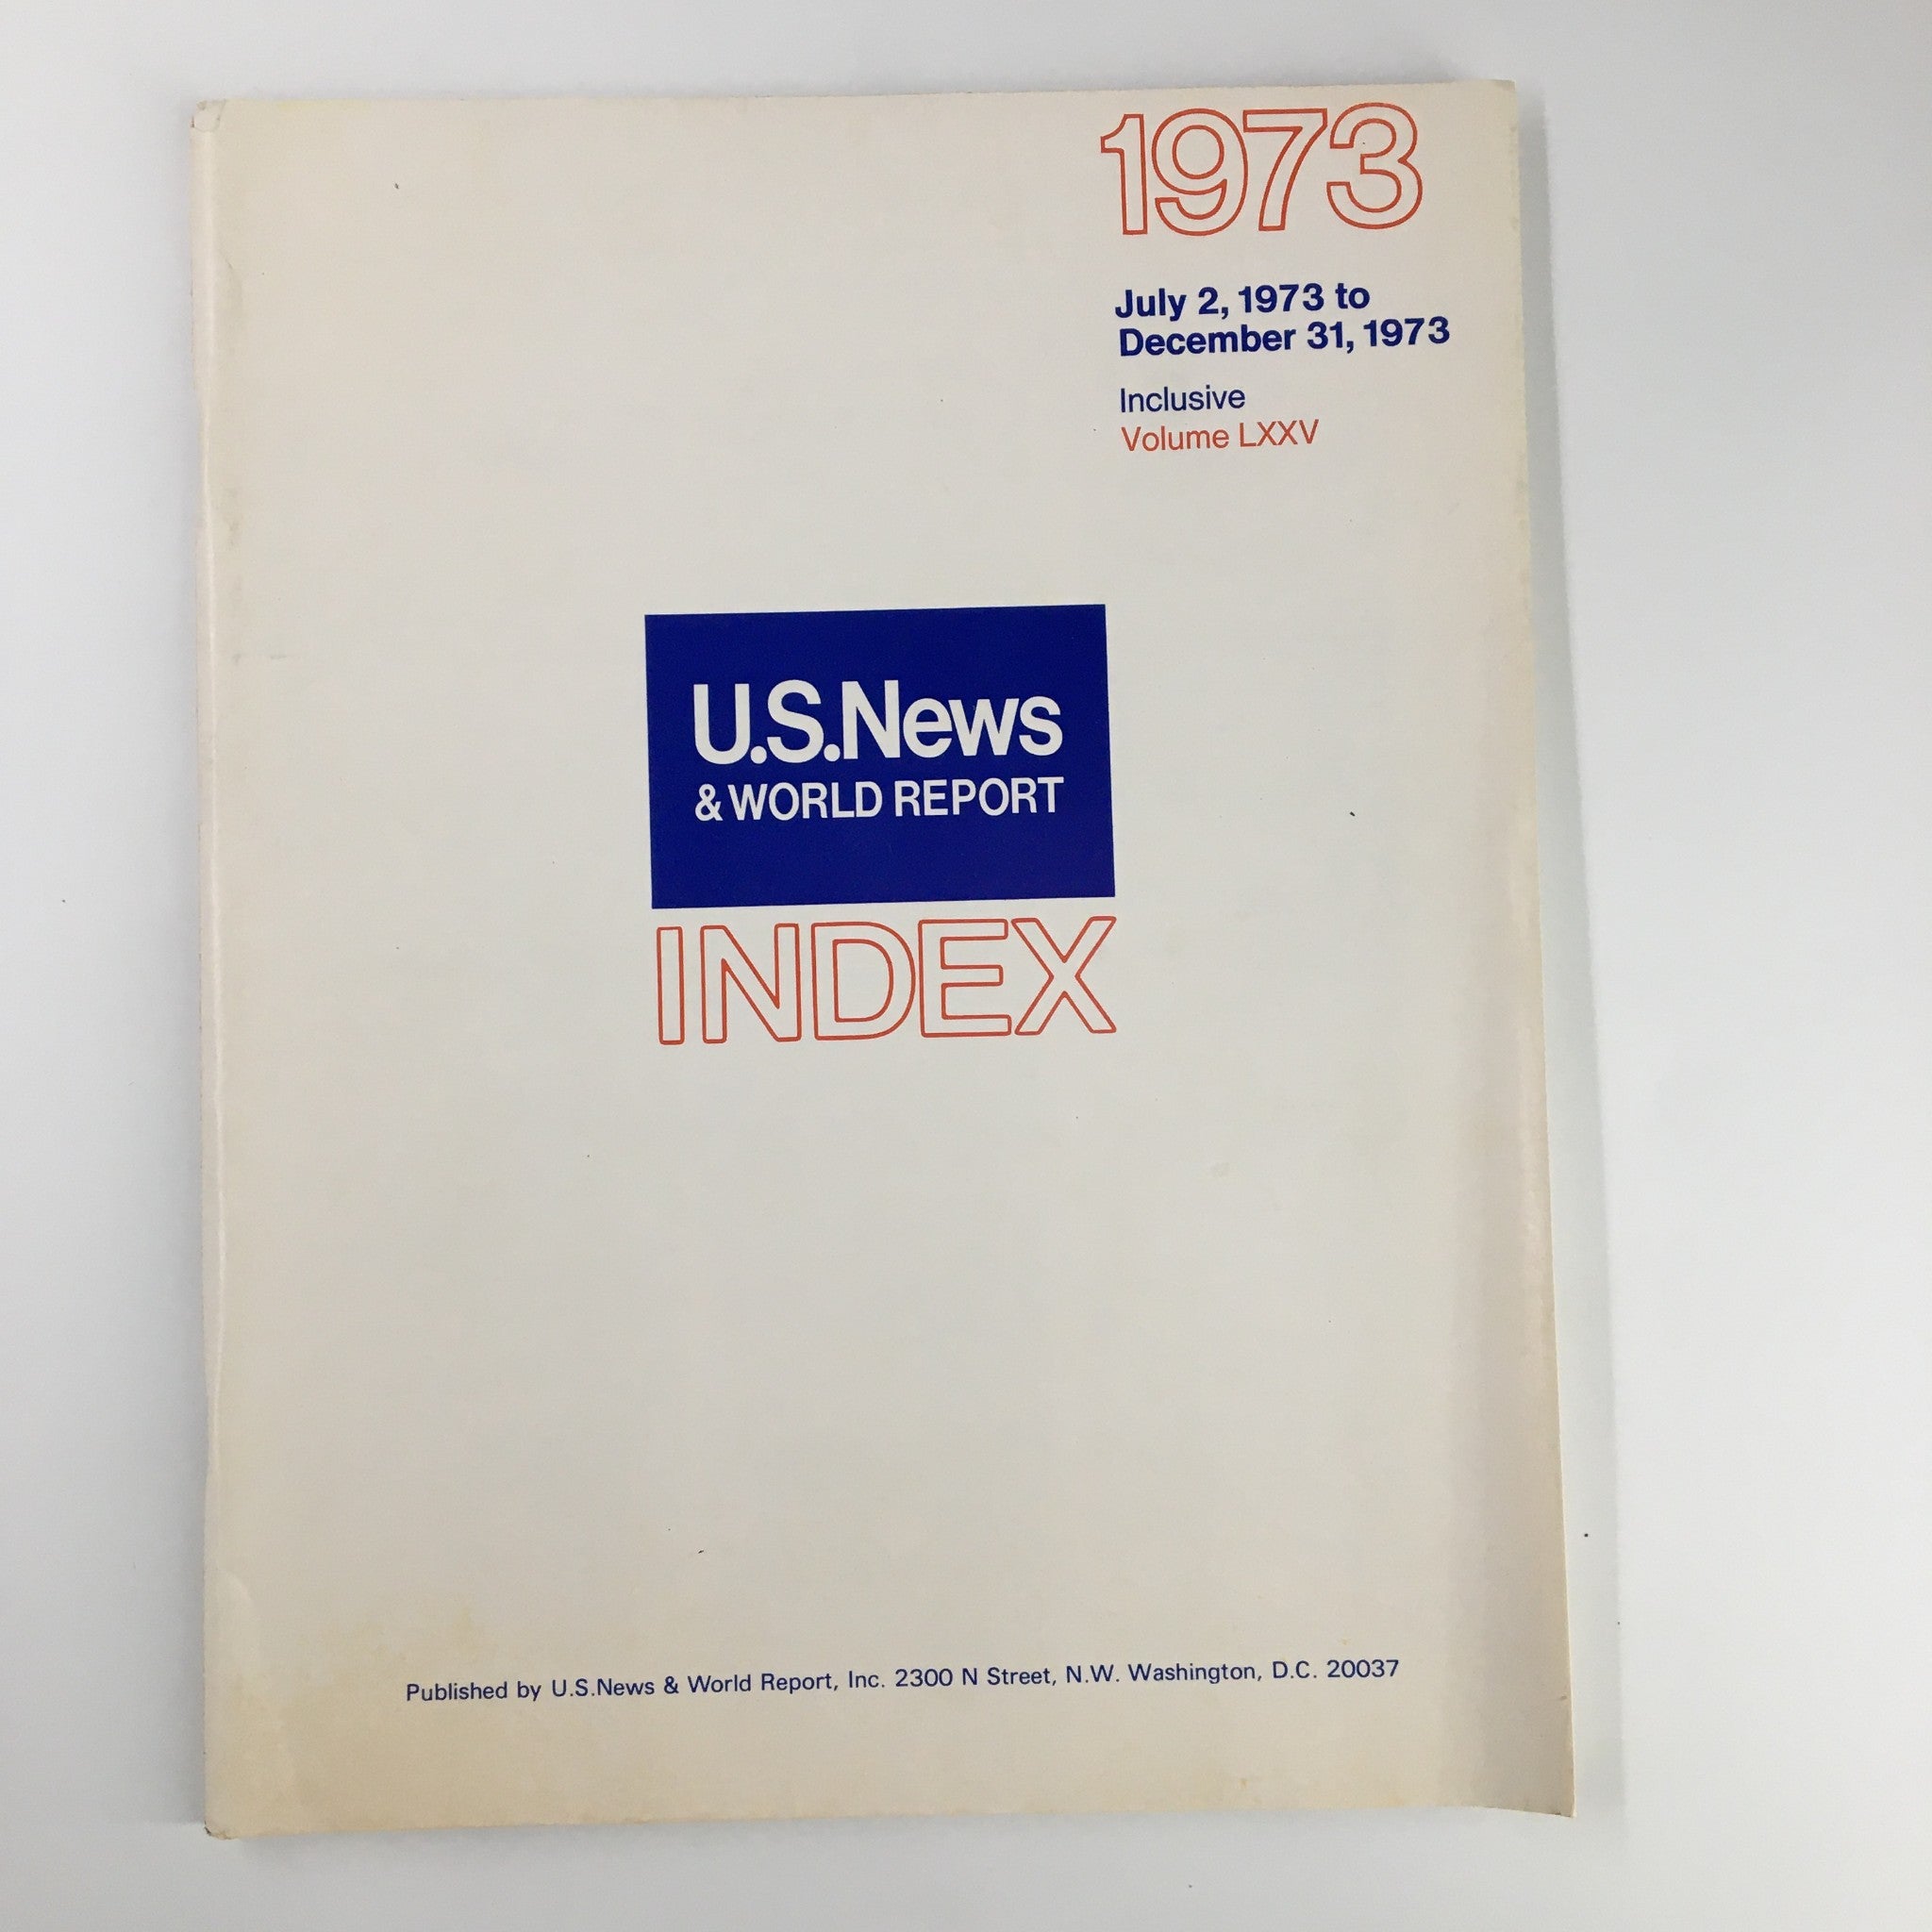 1973
July 2, 1973 to
December 31, 1973
Inclusive
Volume LXXV
U.S.News
& WORLD REPORT
INDEX
Published by U.S.News & World Report, Inc. 2300 N Street, N.W. Washington, D.C. 20037